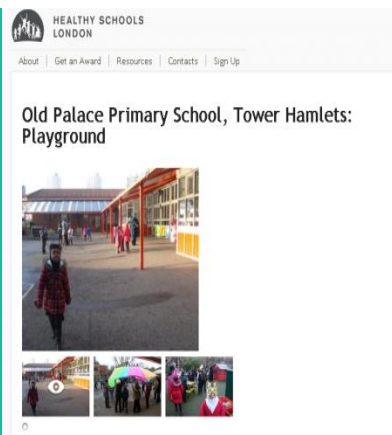 HEALTHY SCHOOLS
LONDON
About | Get an Award | Resources | Contacts | Sign Up
Old Palace Primary School, Tower Hamlets:
Playground